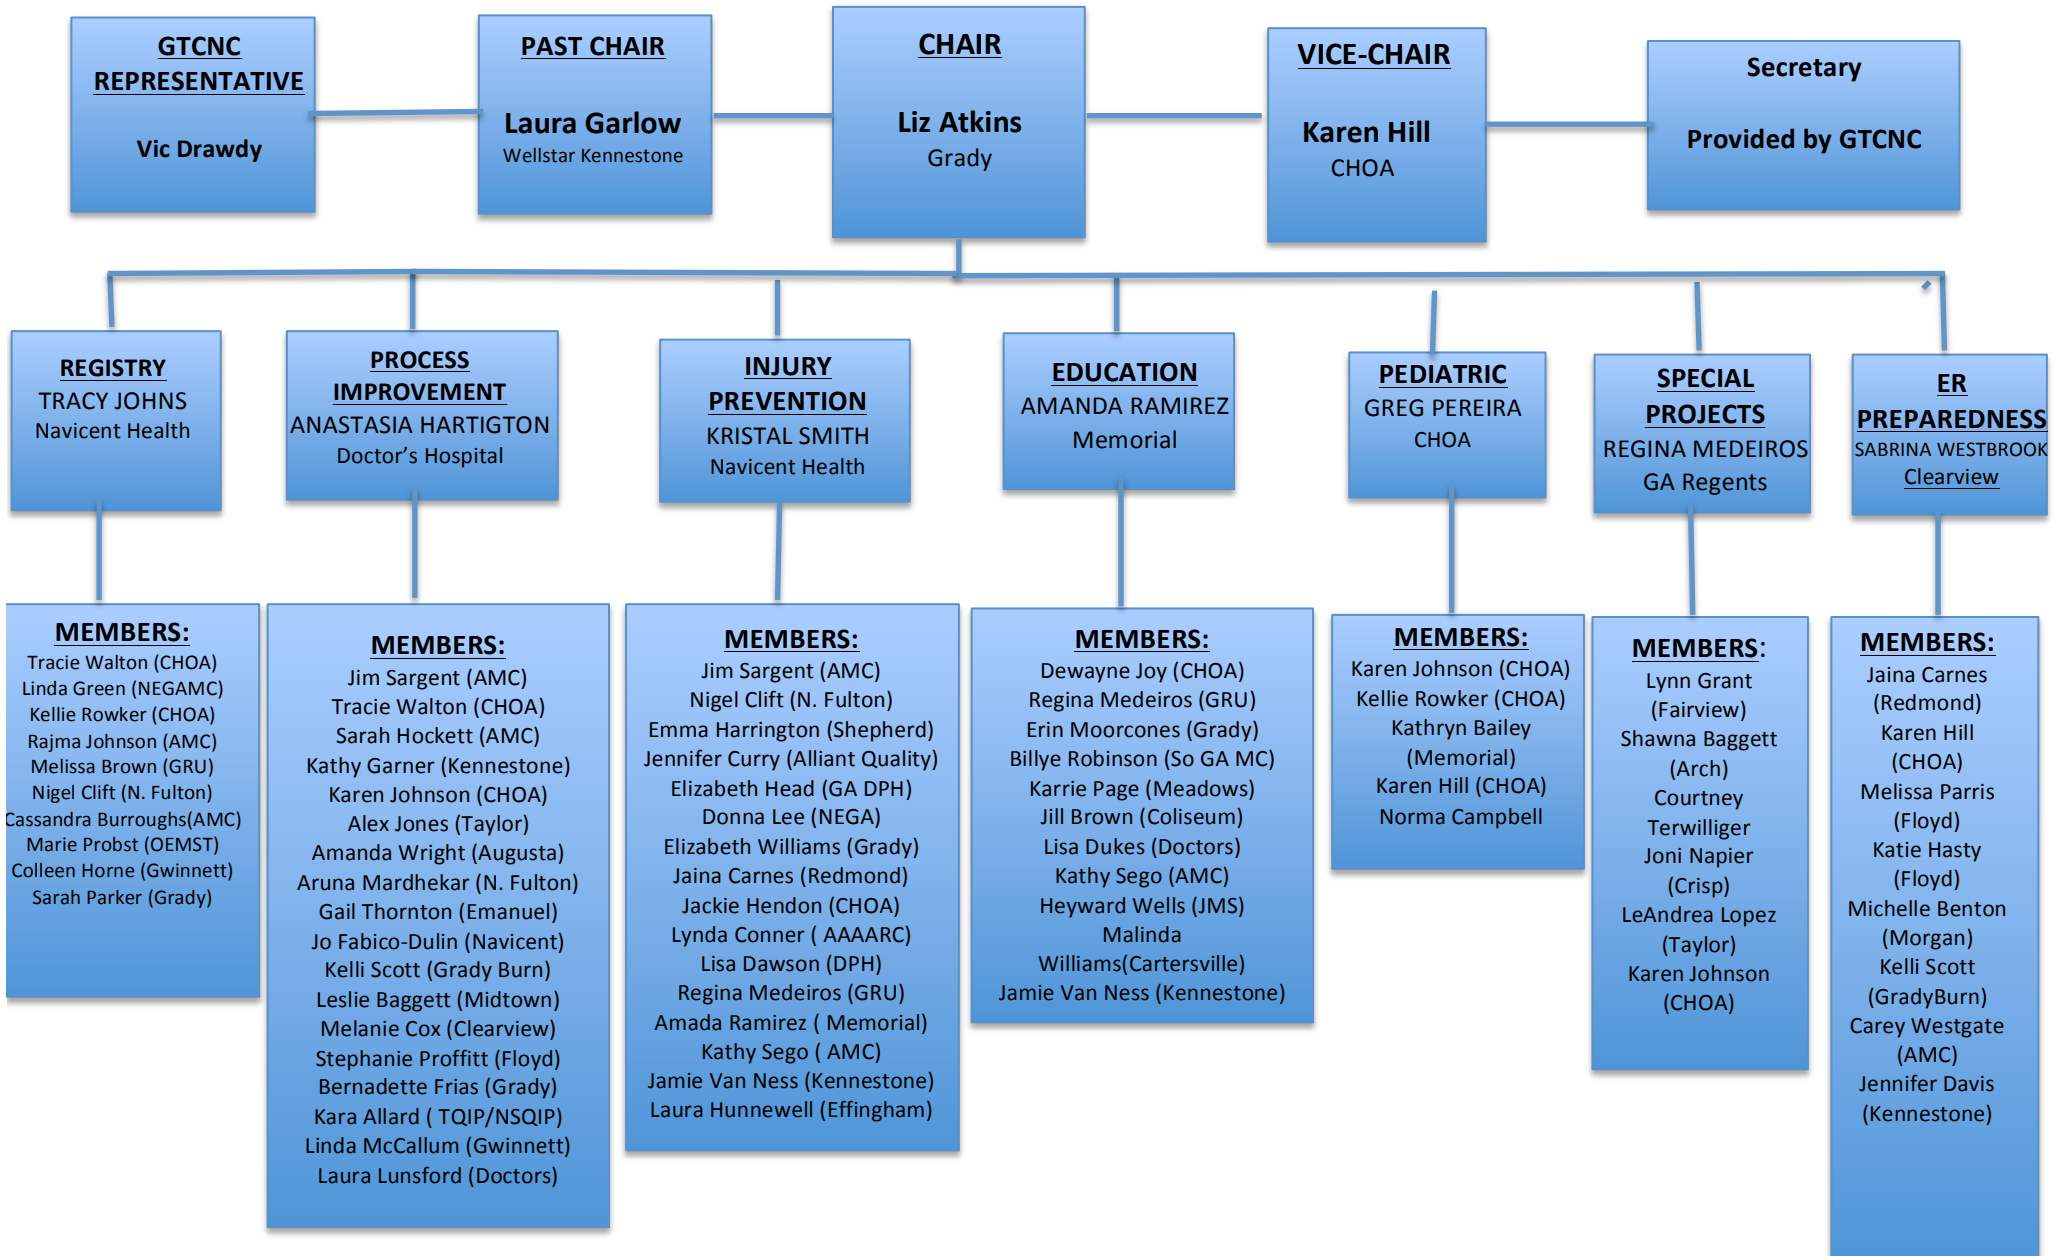 GTCNC
REPRESENTATIVE
Vic Drawdy
PAST CHAIR
Laura Garlow
Wellstar Kennestone
CHAIR
Liz Atkins
Grady
VICE-CHAIR
Karen Hill
CHOA
Secretary
Provided by GTCNC
REGISTRY
TRACY JOHNS
Navicent Health
PROCESS
IMPROVEMENT
ANASTASIA HARTIGTON
Doctor’s Hospital
INJURY
PREVENTION
KRISTAL SMITH
Navicent Health
EDUCATION
AMANDA RAMIREZ
Memorial
PEDIATRIC
GREG PEREIRA
CHOA
SPECIAL
PROJECTS
REGINA MEDEIROS
GA Regents
ER
PREPAREDNESS
SABRINA WESTBROOK
Clearview
MEMBERS:
Tracie Walton (CHOA)
Linda Green (NEGAMC)
Kellie Rowker (CHOA)
Rajma Johnson (AMC)
Melissa Brown (GRU)
Nigel Clift (N. Fulton)
Cassandra Burroughs(AMC)
Marie Probst (OEMST)
Colleen Horne (Gwinnett)
Sarah Parker (Grady)
MEMBERS:
Jim Sargent (AMC)
Tracie Walton (CHOA)
Sarah Hockett (AMC)
Kathy Garner (Kennestone)
Karen Johnson (CHOA)
Alex Jones (Taylor)
Amanda Wright (Augusta)
Aruna Mardhekar (N. Fulton)
Gail Thornton (Emanuel)
Jo Fabico-Dulin (Navicent)
Kelli Scott (Grady Burn)
Leslie Baggett (Midtown)
Melanie Cox (Clearview)
Stephanie Proffitt (Floyd)
Bernadette Frias (Grady)
Kara Allard ( TQIP/NSQIP)
Linda McCallum (Gwinnett)
Laura Lunsford (Doctors)
MEMBERS:
Jim Sargent (AMC)
Nigel Clift (N. Fulton)
Emma Harrington (Shepherd)
Jennifer Curry (Alliant Quality)
Elizabeth Head (GA DPH)
Donna Lee (NEGA)
Elizabeth Williams (Grady)
Jaina Carnes (Redmond)
Jackie Hendon (CHOA)
Lynda Conner ( AAAARC)
Lisa Dawson (DPH)
Regina Medeiros (GRU)
Amada Ramirez ( Memorial)
Kathy Sego ( AMC)
Jamie Van Ness (Kennestone)
Laura Hunnewell (Effingham)
MEMBERS:
Dewayne Joy (CHOA)
Regina Medeiros (GRU)
Erin Moorcones (Grady)
Billye Robinson (So GA MC)
Karrie Page (Meadows)
Jill Brown (Coliseum)
Lisa Dukes (Doctors)
Kathy Sego (AMC)
Heyward Wells (JMS)
Malinda
Williams(Cartersville)
Jamie Van Ness (Kennestone)
MEMBERS:
Karen Johnson (CHOA)
Kellie Rowker (CHOA)
Kathryn Bailey
(Memorial)
Karen Hill (CHOA)
Norma Campbell
MEMBERS:
Lynn Grant
(Fairview)
Shawna Baggett
(Arch)
Courtney
Terwilliger
Joni Napier
(Crisp)
LeAndrea Lopez
(Taylor)
Karen Johnson
(CHOA)
MEMBERS:
Jaina Carnes
(Redmond)
Karen Hill
(CHOA)
Melissa Parris
(Floyd)
Katie Hasty
(Floyd)
Michelle Benton
(Morgan)
Kelli Scott
(GradyBurn)
Carey Westgate
(AMC)
Jennifer Davis
(Kennestone)